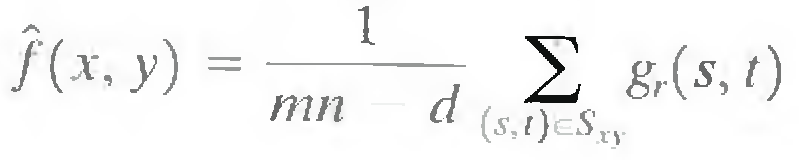 f̂(x, y) = 1/(mn − d) ∑_{(s,t)∈S_{xy}} g_r(s, t)